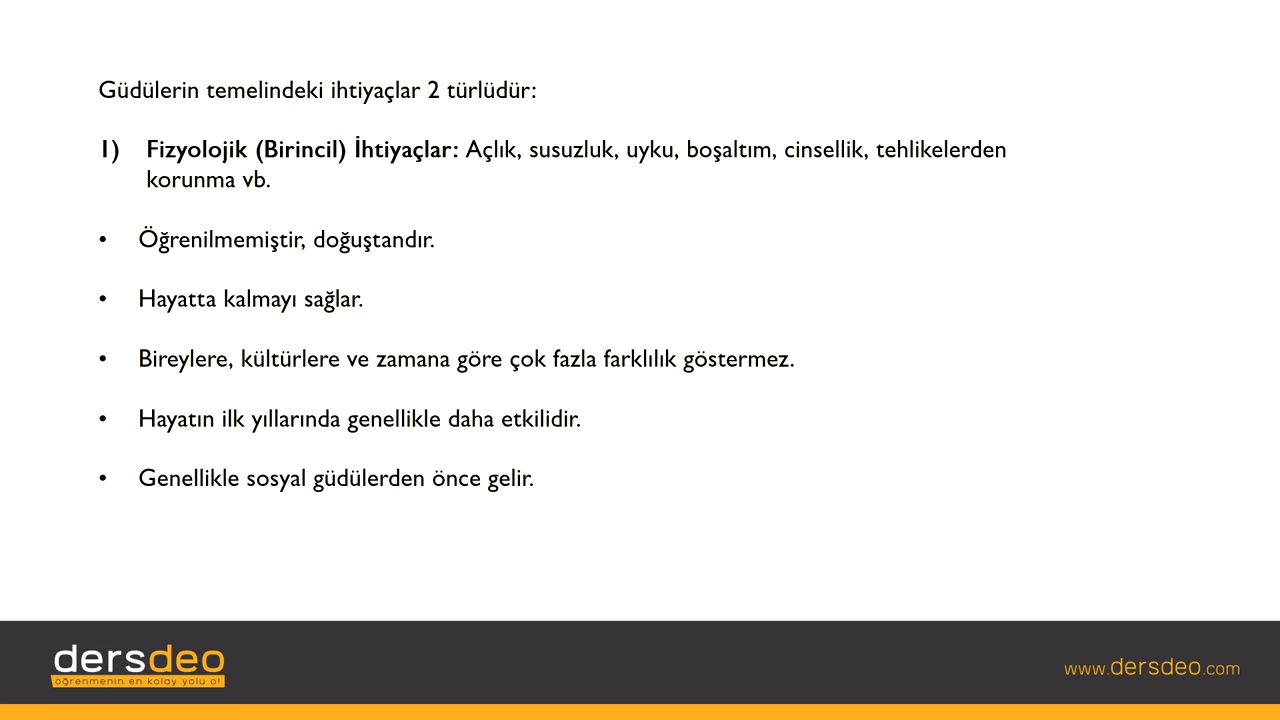 Güdülerin temelindeki ihtiyaçlar 2 türlüdür:
1) Fizyolojik (Birincil) İhtiyaçlar: Açlık, susuzluk, uyku, boşaltım, cinsellik, tehlikelerden
korunma vb.
• Öğrenilmemiştir, doğuştandır.
• Hayatta kalmayı sağlar.
• Bireylere, kültürlere ve zamana göre çok fazla farklılık göstermez.
• Hayatın ilk yıllarında genellikle daha etkilidir.
• Genellikle sosyal güdülerden önce gelir.
dersdeo
öğrenmenin en kolay yolu o!
www.dersdeo.com